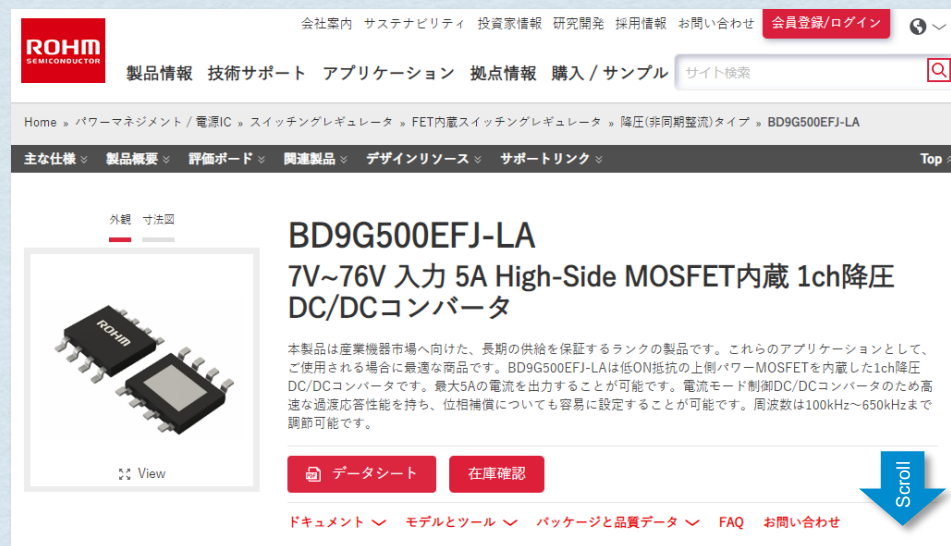 会社案内 サステナビリティ 投資家情報 研究開発 採用情報 お問い合わせ 会員登録/ログイン
ROHM
SEMICONDUCTOR
製品情報 技術サポート アプリケーション 拠点情報 購入 / サンプル サイト検索
Home » パワーマネジメント / 電源IC » スイッチングレギュレータ » FET内蔵スイッチングレギュレータ » 降圧(非同期整流)タイプ » BD9G500EFJ-LA
主な仕様 製品概要 評価ボード 関連製品 デザインリソース サポートリンク Top
外観 寸法図
ROHM
View
BD9G500EFJ-LA
7V~76V 入力 5A High-Side MOSFET内蔵 1ch降圧
DC/DCコンバータ
本製品は産業機器市場へ向けた、長期の供給を保証するランクの製品です。これらのアプリケーションとして、
ご使用される場合に最適な商品です。BD9G500EFJ-LAは低ON抵抗の上側パワーMOSFETを内蔵した1ch降圧
DC/DCコンバータです。最大5Aの電流を出力することが可能です。電流モード制御DC/DCコンバータのため高
速な過渡応答性能を持ち、位相補償についても容易に設定することが可能です。周波数は100kHz～650kHzまで
調節可能です。
PDF データシート 在庫確認
Scroll
ドキュメント モデルとツール パッケージと品質データ FAQ お問い合わせ